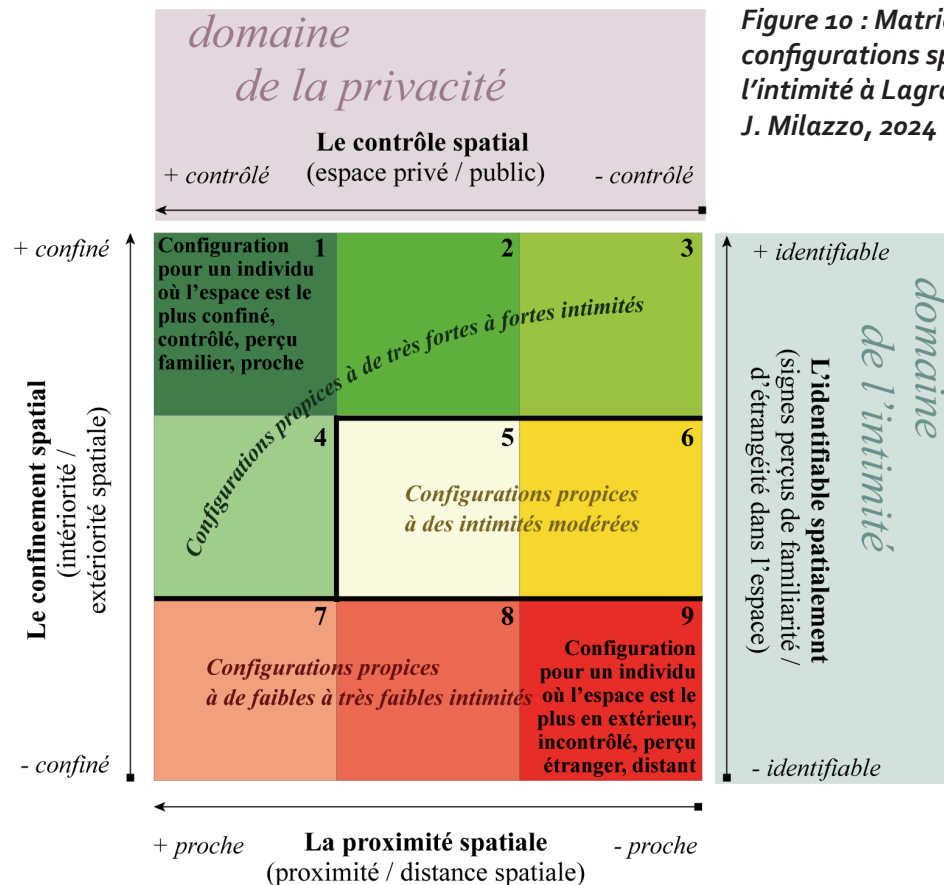 domaine
de la privacité
Le contrôle spatial
+ contrôlé (espace privé / public) - contrôlé
Figure 10 :
configurations
l'intimité à
J. Milazzo, 2024
+ confiné
Le confinement spatial
(intériorité /
extériorité spatiale)
- confiné
1
Configuration
pour un individu
où l'espace est le
plus confiné,
contrôlé, perçu
familier, proche
2
3
Configurations propices à de très fortes à fortes intimités
4
5
6
Configurations propices
à des intimités modérées
7
8
9
Configurations propices
à de faibles à très faibles intimités
Configuration
pour un individu
où l'espace est le
plus en extérieur,
incontrôlé, perçu
étranger, distant
+ identifiable
domaine
de l'intimité
L'identifiable spatialement
(signes perçus de familiarité /
d'étrangéité dans l'espace)
- identifiable
+ proche
La proximité spatiale
- proche
(proximité / distance spatiale)